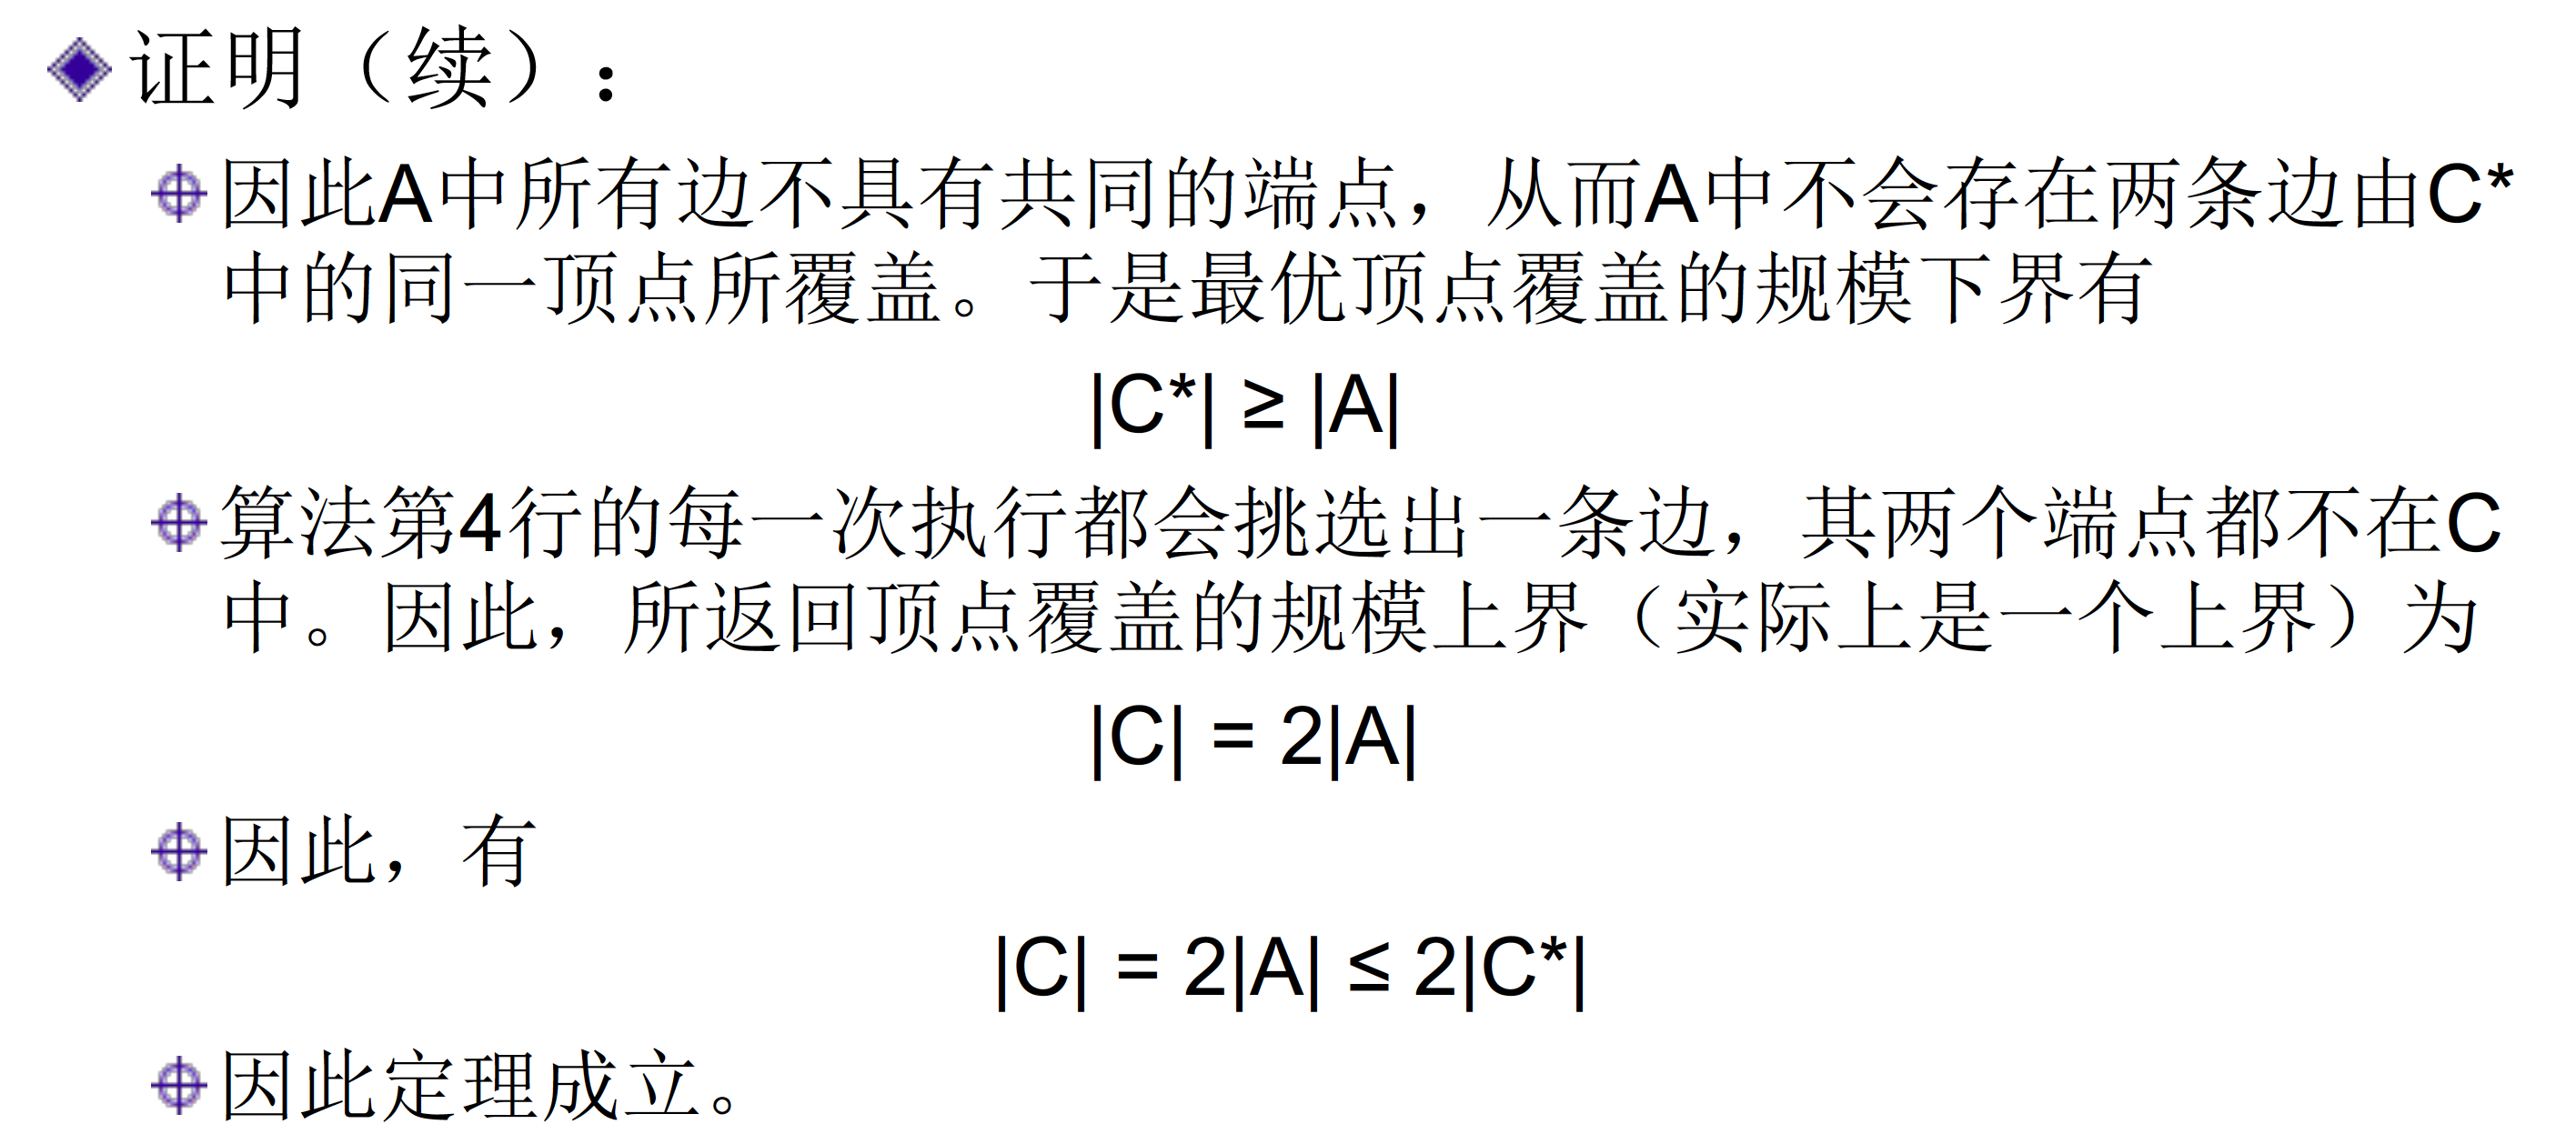 证明（续）：
因此A中所有边不具有共同的端点，从而A中不会存在两条边由C*
中的同一顶点所覆盖。于是最优顶点覆盖的规模下界有
|C*| ≥ |A|
算法第4行的每一次执行都会挑选出一条边，其两个端点都不在C
中。因此，所返回顶点覆盖的规模上界（实际上是一个上界）为
|C| = 2|A|
因此，有
|C| = 2|A| ≤ 2|C*|
因此定理成立。